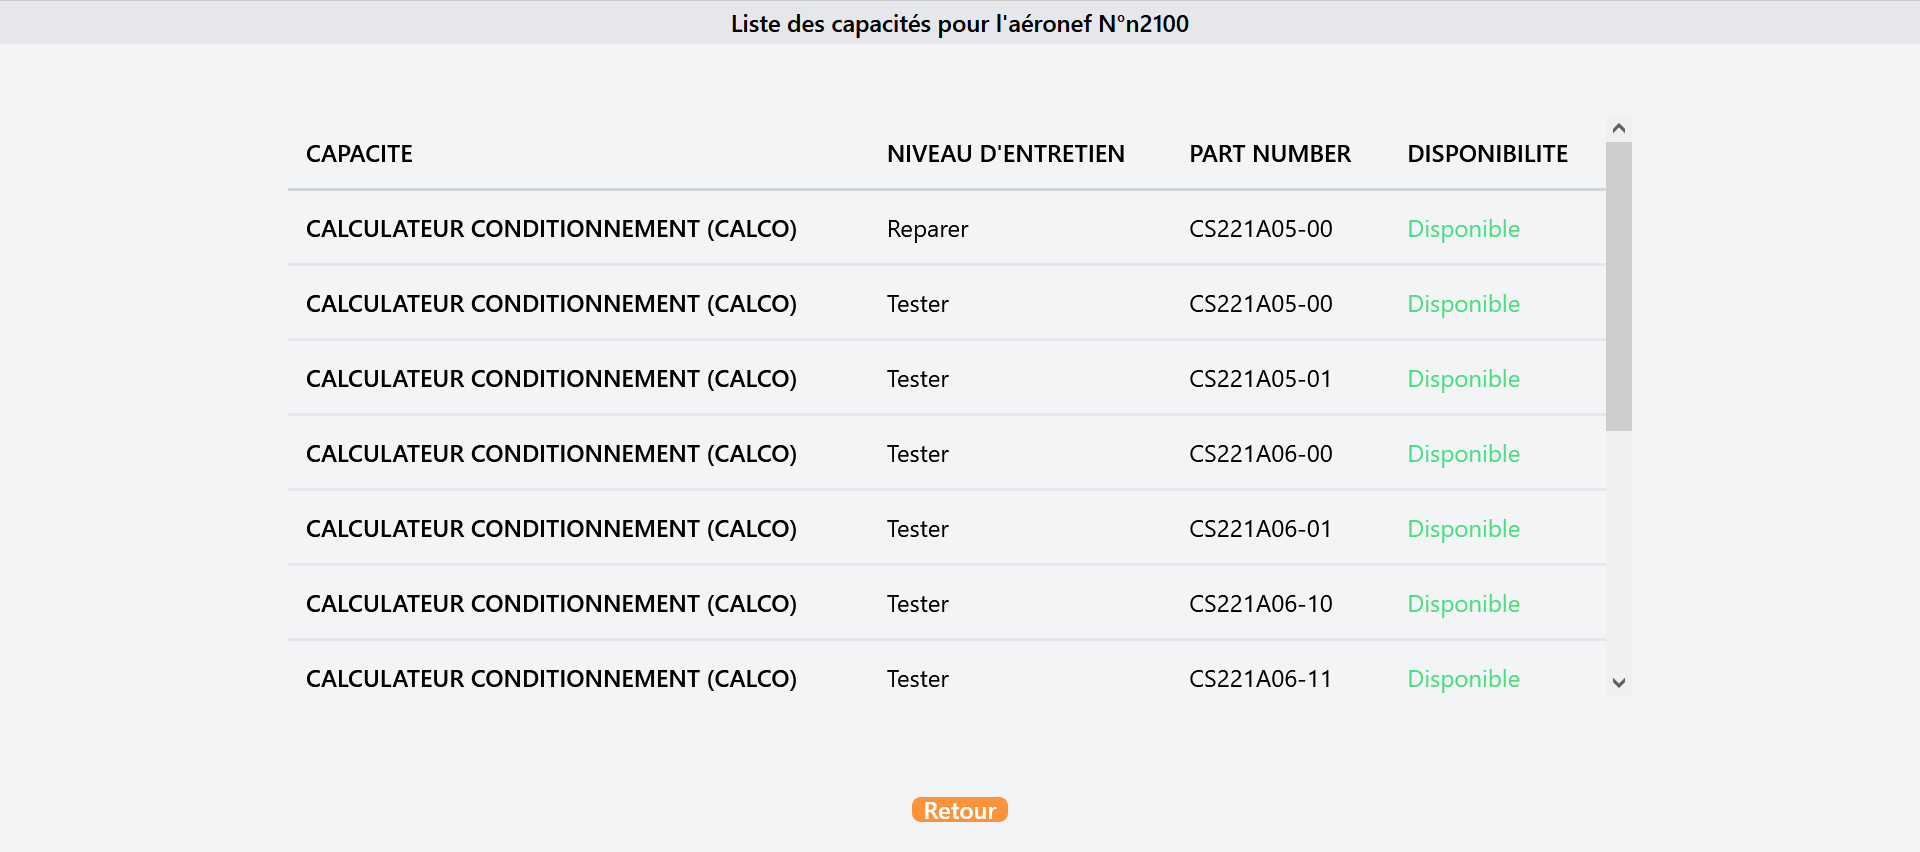 Liste des capacités pour l'aéronef N°n2100
CAPACITE NIVEAU D'ENTRETIEN PART NUMBER DISPONIBILITE
CALCULATEUR CONDITIONNEMENT (CALCO) Reparer CS221A05-00 Disponible
CALCULATEUR CONDITIONNEMENT (CALCO) Tester CS221A05-00 Disponible
CALCULATEUR CONDITIONNEMENT (CALCO) Tester CS221A05-01 Disponible
CALCULATEUR CONDITIONNEMENT (CALCO) Tester CS221A06-00 Disponible
CALCULATEUR CONDITIONNEMENT (CALCO) Tester CS221A06-01 Disponible
CALCULATEUR CONDITIONNEMENT (CALCO) Tester CS221A06-10 Disponible
CALCULATEUR CONDITIONNEMENT (CALCO) Tester CS221A06-11 Disponible
Retour